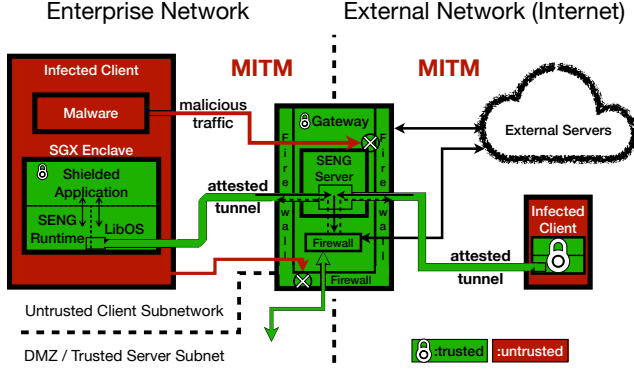 Enterprise Network
External Network (Internet)
Infected Client
MITM
MITM
Malware
malicious
traffic
Gateway
Firewall
Firewall
External Servers
SGX Enclave
Shielded
Application
SENG
Server
attested
tunnel
SENG
Runtime
LibOS
Firewall
Infected
Client
attested
tunnel
Firewall
Untrusted Client Subnetwork
DMZ / Trusted Server Subnet
:trusted
:untrusted